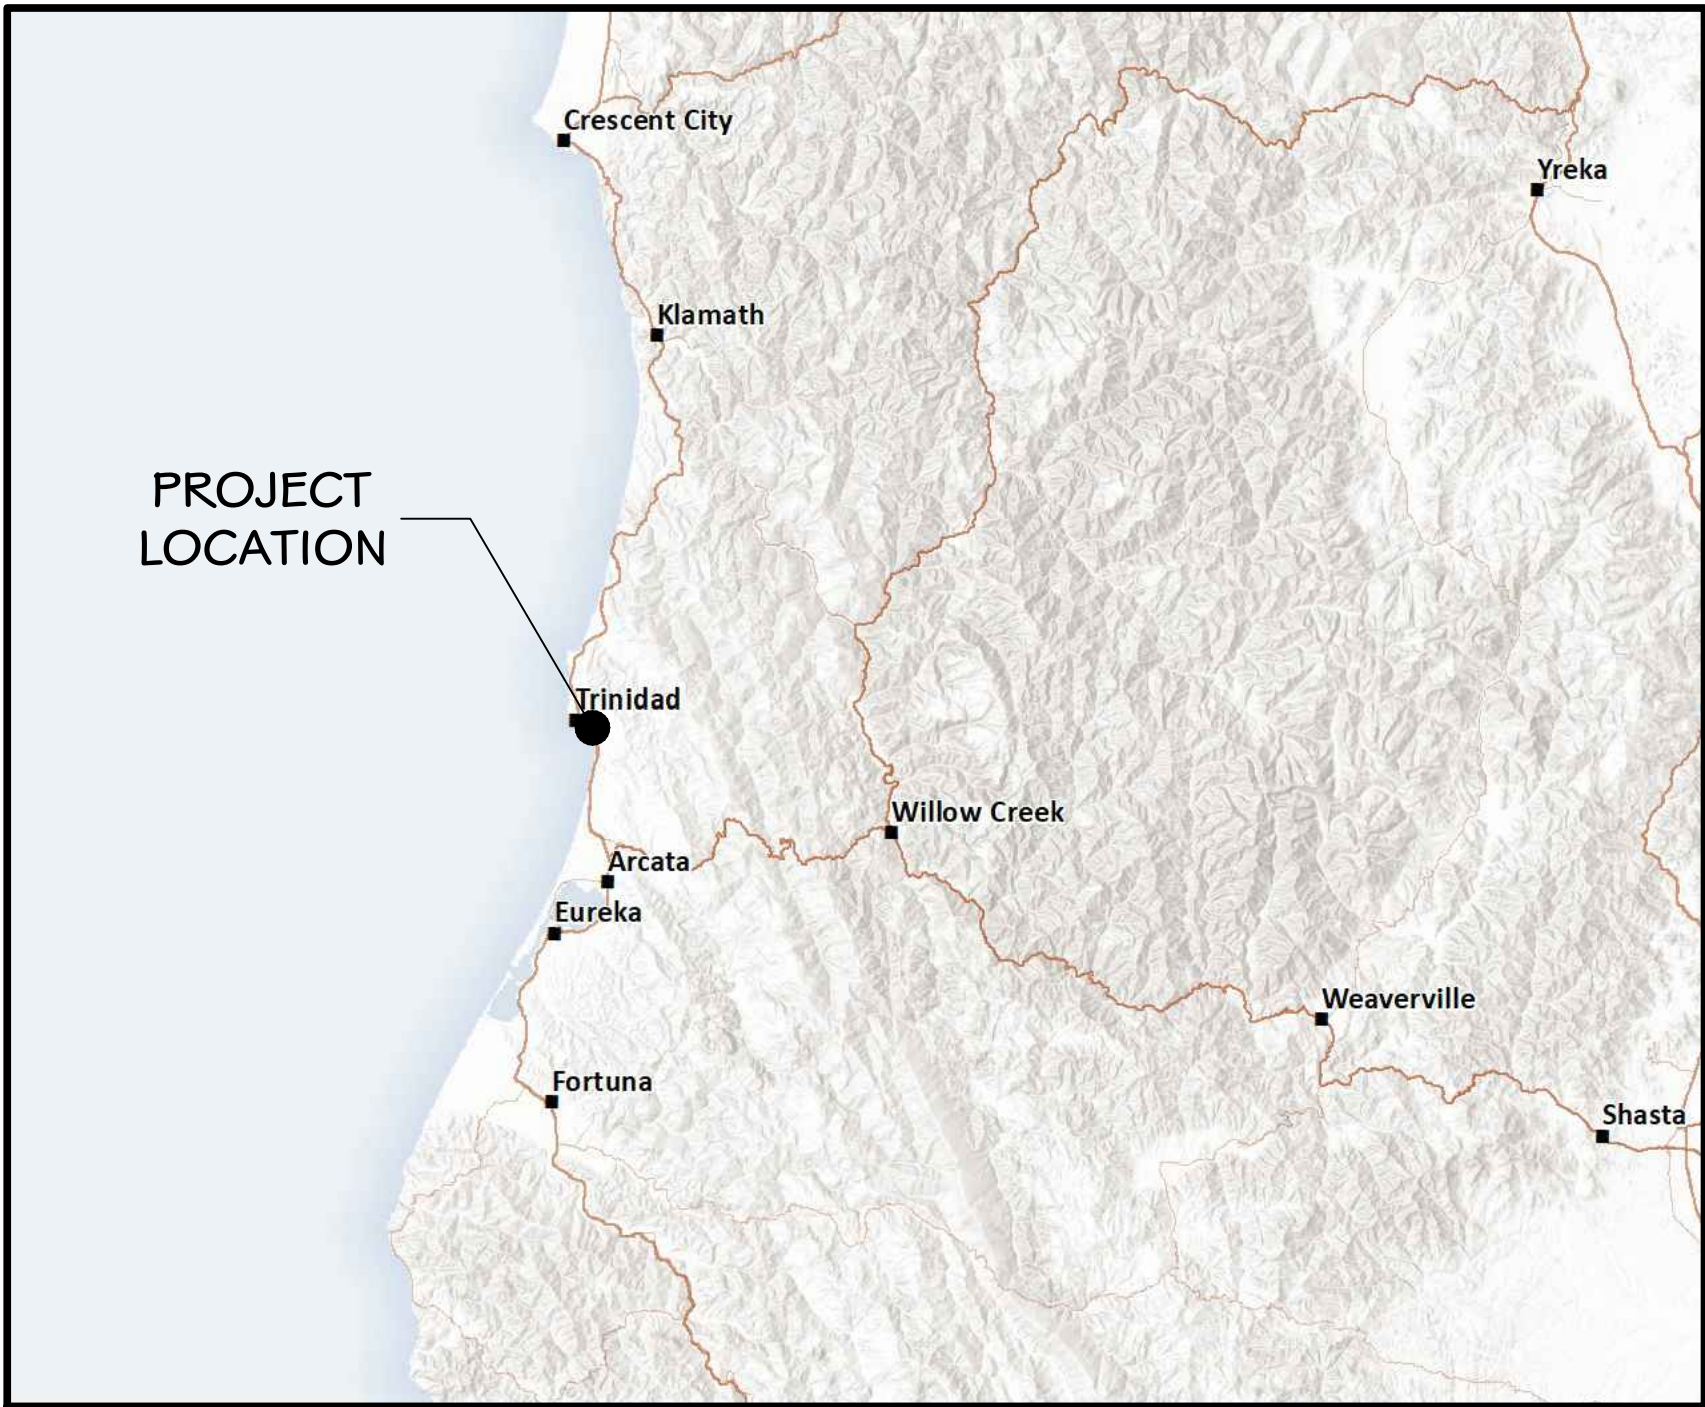 Crescent City
Yreka
Klamath
PROJECT
LOCATION
Trinidad
Willow Creek
Arcata
Eureka
Weaverville
Fortuna
Shasta